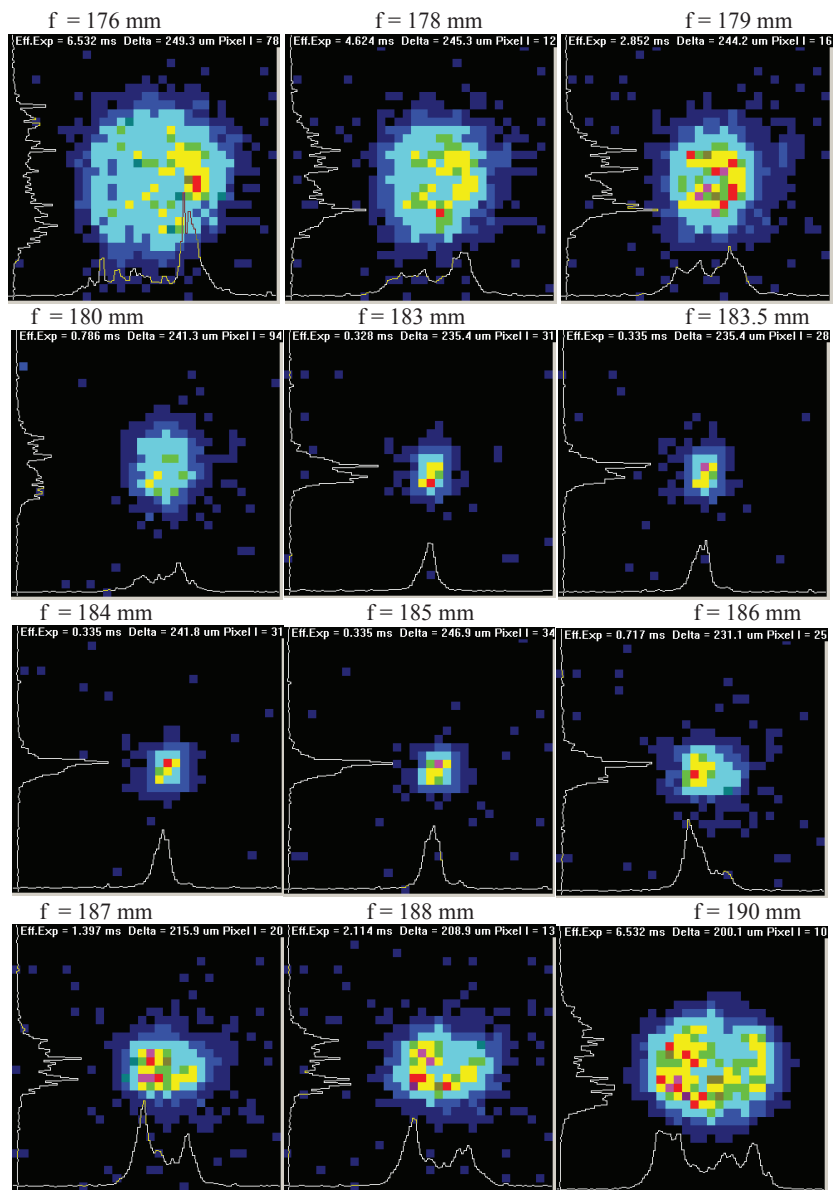 f = 176 mm
f = 178 mm
f = 179 mm
Eff.Exp = 6.532 ms Delta = 249.3 um Pixel I = 78
Eff.Exp = 4.624 ms Delta = 245.3 um Pixel I = 12
Eff.Exp = 2.852 ms Delta = 244.2 um Pixel I = 16
f = 180 mm
f = 183 mm
f = 183.5 mm
Eff.Exp = 0.786 ms Delta = 241.3 um Pixel I = 94
Eff.Exp = 0.328 ms Delta = 235.4 um Pixel I = 31
Eff.Exp = 0.335 ms Delta = 235.4 um Pixel I = 28
f = 184 mm
f = 185 mm
f = 186 mm
Eff.Exp = 0.335 ms Delta = 241.8 um Pixel I = 31
Eff.Exp = 0.335 ms Delta = 246.9 um Pixel I = 34
Eff.Exp = 0.717 ms Delta = 231.1 um Pixel I = 25
f = 187 mm
f = 188 mm
f = 190 mm
Eff.Exp = 1.397 ms Delta = 215.9 um Pixel I = 20
Eff.Exp = 2.114 ms Delta = 208.9 um Pixel I = 13
Eff.Exp = 6.532 ms Delta = 200.1 um Pixel I = 10